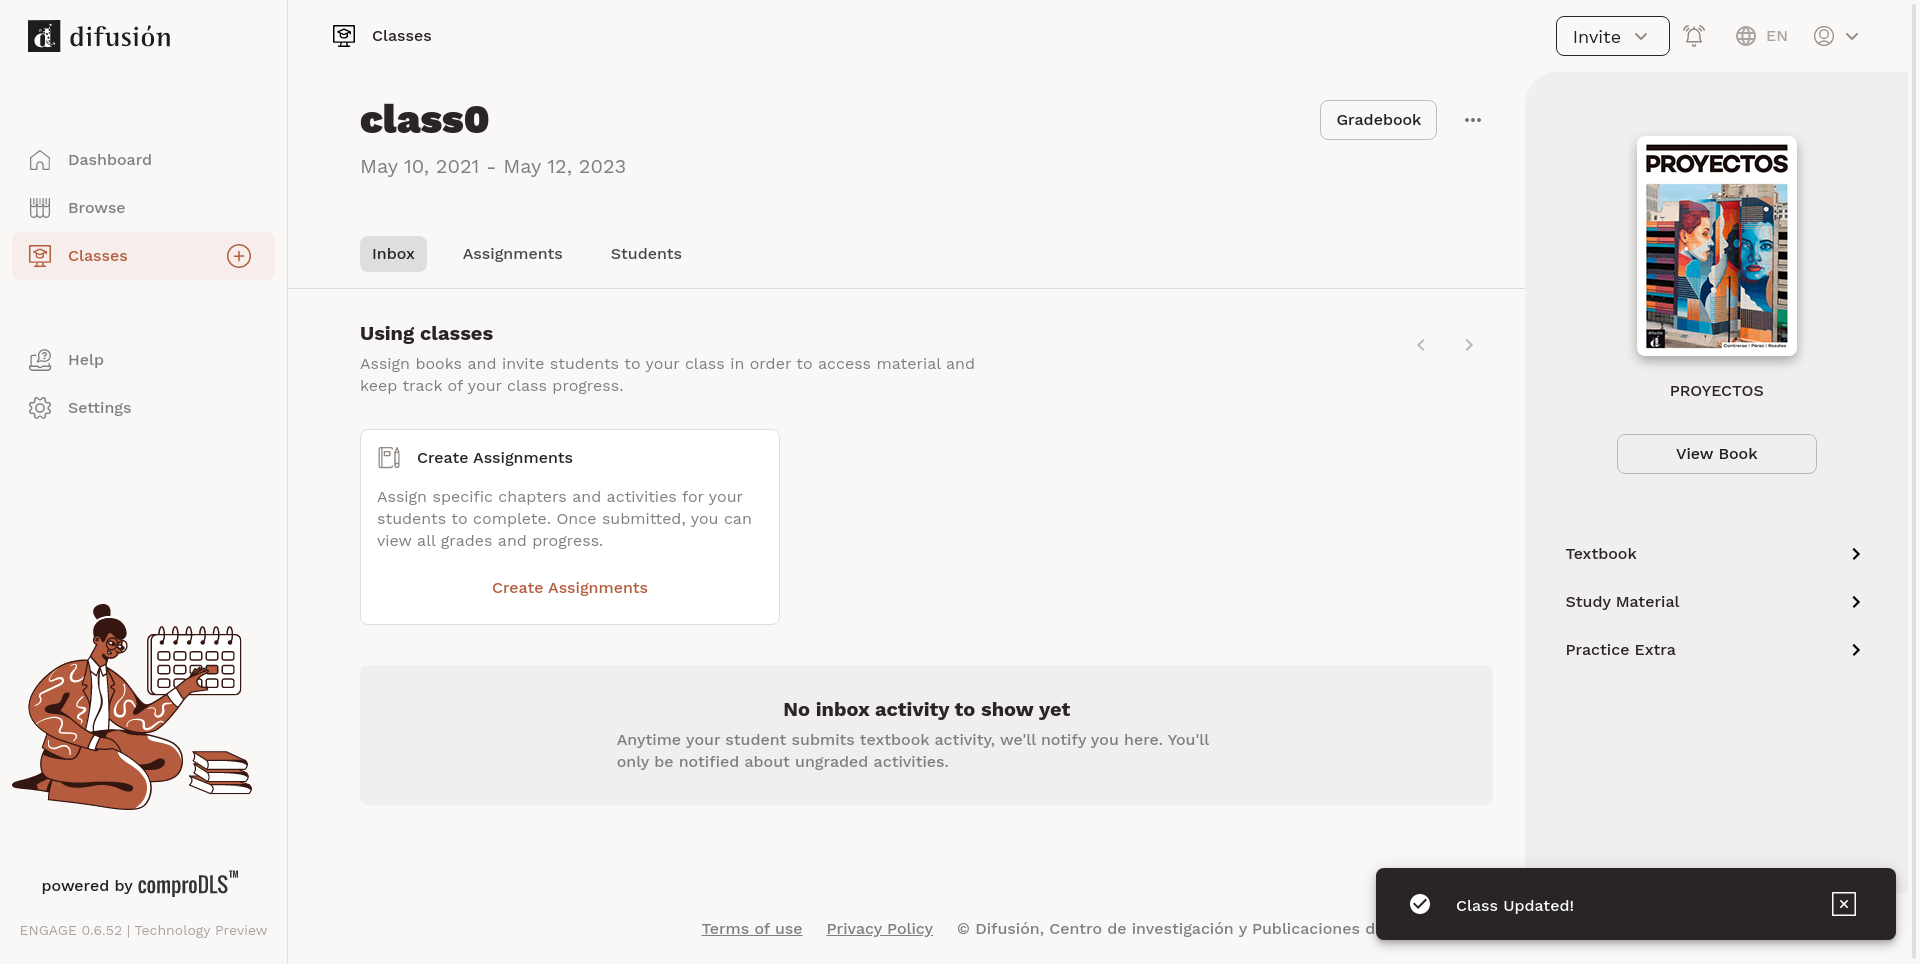 difusión
Dashboard
Browse
Classes
Help
Settings
powered by comproDLS™
ENGAGE 0.6.52 | Technology Preview
Classes
Invite
EN
class0
May 10, 2021 - May 12, 2023
Gradebook
Inbox
Assignments
Students
Using classes
Assign books and invite students to your class in order to access material and
keep track of your class progress.
Create Assignments
Assign specific chapters and activities for your
students to complete. Once submitted, you can
view all grades and progress.
Create Assignments
No inbox activity to show yet
Anytime your student submits textbook activity, we'll notify you here. You'll
only be notified about ungraded activities.
PROYECTOS
difusión
Contreras | Pérez | Rosales
PROYECTOS
View Book
Textbook
Study Material
Practice Extra
Class Updated!
Terms of use
Privacy Policy
© Difusión, Centro de investigación y Publicaciones d